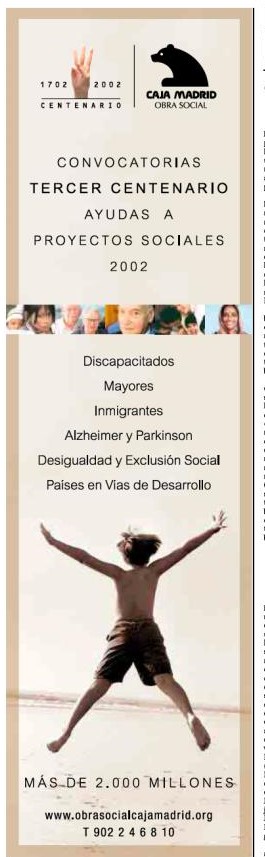 1702 2002
CENTENARIO
CAJA MADRID
OBRA SOCIAL
CONVOCATORIAS
TERCER CENTENARIO
AYUDAS A
PROYECTOS SOCIALES
2002
Discapacitados
Mayores
Inmigrantes
Alzheimer y Parkinson
Desigualdad y Exclusión Social
Países en Vías de Desarrollo
MÁS DE 2.000 MILLONES
www.obrasocialcajamadrid.org
T 902 2 4 6 8 10